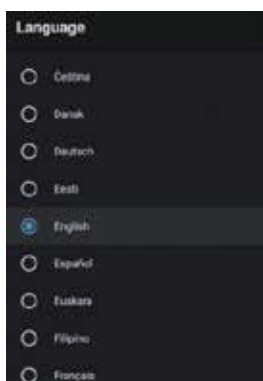 Language
Čeština
Dansk
Deutsch
Eesti
English
Español
Euskara
Filipino
Français